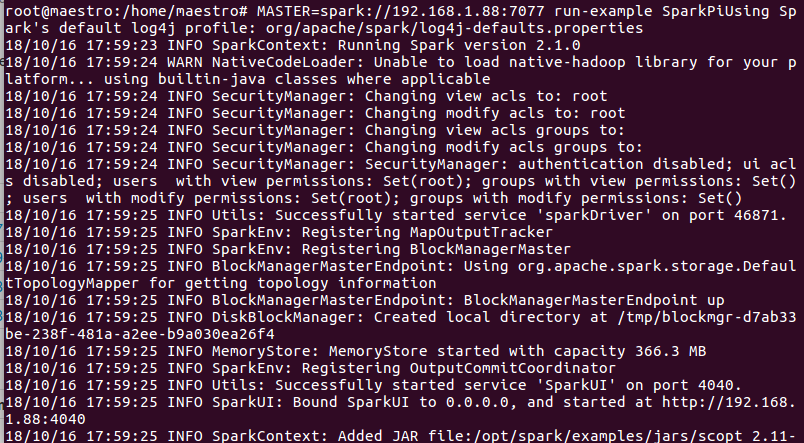 root@maestro:/home/maestro# MASTER=spark://192.168.1.88:7077 run-example SparkPiUsing Sp
ark's default log4j profile: org/apache/spark/log4j-defaults.properties
18/10/16 17:59:23 INFO SparkContext: Running Spark version 2.1.0
18/10/16 17:59:24 WARN NativeCodeLoader: Unable to load native-hadoop library for your p
latform... using builtin-java classes where applicable
18/10/16 17:59:24 INFO SecurityManager: Changing view acls to: root
18/10/16 17:59:24 INFO SecurityManager: Changing modify acls to: root
18/10/16 17:59:24 INFO SecurityManager: Changing view acls groups to:
18/10/16 17:59:24 INFO SecurityManager: Changing modify acls groups to:
18/10/16 17:59:24 INFO SecurityManager: SecurityManager: authentication disabled; ui acl
s disabled; users  with view permissions: Set(root); groups with view permissions: Set()
; users  with modify permissions: Set(root); groups with modify permissions: Set()
18/10/16 17:59:25 INFO Utils: Successfully started service 'sparkDriver' on port 46871.
18/10/16 17:59:25 INFO SparkEnv: Registering MapOutputTracker
18/10/16 17:59:25 INFO SparkEnv: Registering BlockManagerMaster
18/10/16 17:59:25 INFO BlockManagerMasterEndpoint: Using org.apache.spark.storage.Defaul
tTopologyMapper for getting topology information
18/10/16 17:59:25 INFO BlockManagerMasterEndpoint: BlockManagerMasterEndpoint up
18/10/16 17:59:25 INFO DiskBlockManager: Created local directory at /tmp/blockmgr-d7ab33
be-238f-481a-a2ee-b9a030ea26f4
18/10/16 17:59:25 INFO MemoryStore: MemoryStore started with capacity 366.3 MB
18/10/16 17:59:25 INFO SparkEnv: Registering OutputCommitCoordinator
18/10/16 17:59:25 INFO Utils: Successfully started service 'SparkUI' on port 4040.
18/10/16 17:59:25 INFO SparkUI: Bound SparkUI to 0.0.0.0, and started at http://192.168.
1.88:4040
18/10/16 17:59:25 INFO SparkContext: Added JAR file:/opt/spark/examples/jars/scopt_2.11-